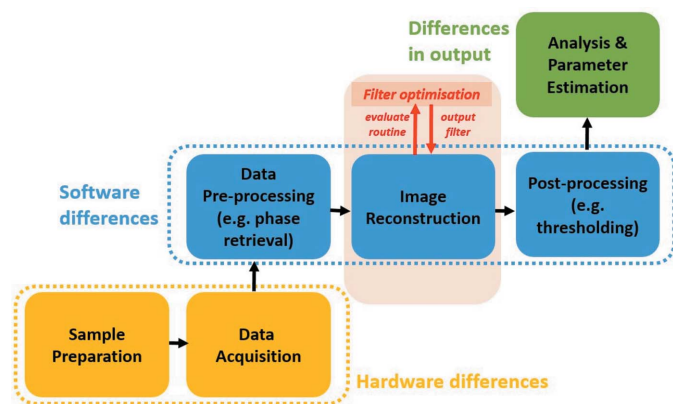 Differences
in output
Analysis &
Parameter
Estimation
Filter optimisation
evaluate
routine
output
filter
Software
differences
Data
Pre-processing
(e.g. phase
retrieval)
Image
Reconstruction
Post-processing
(e.g.
thresholding)
Sample
Preparation
Data
Acquisition
Hardware differences